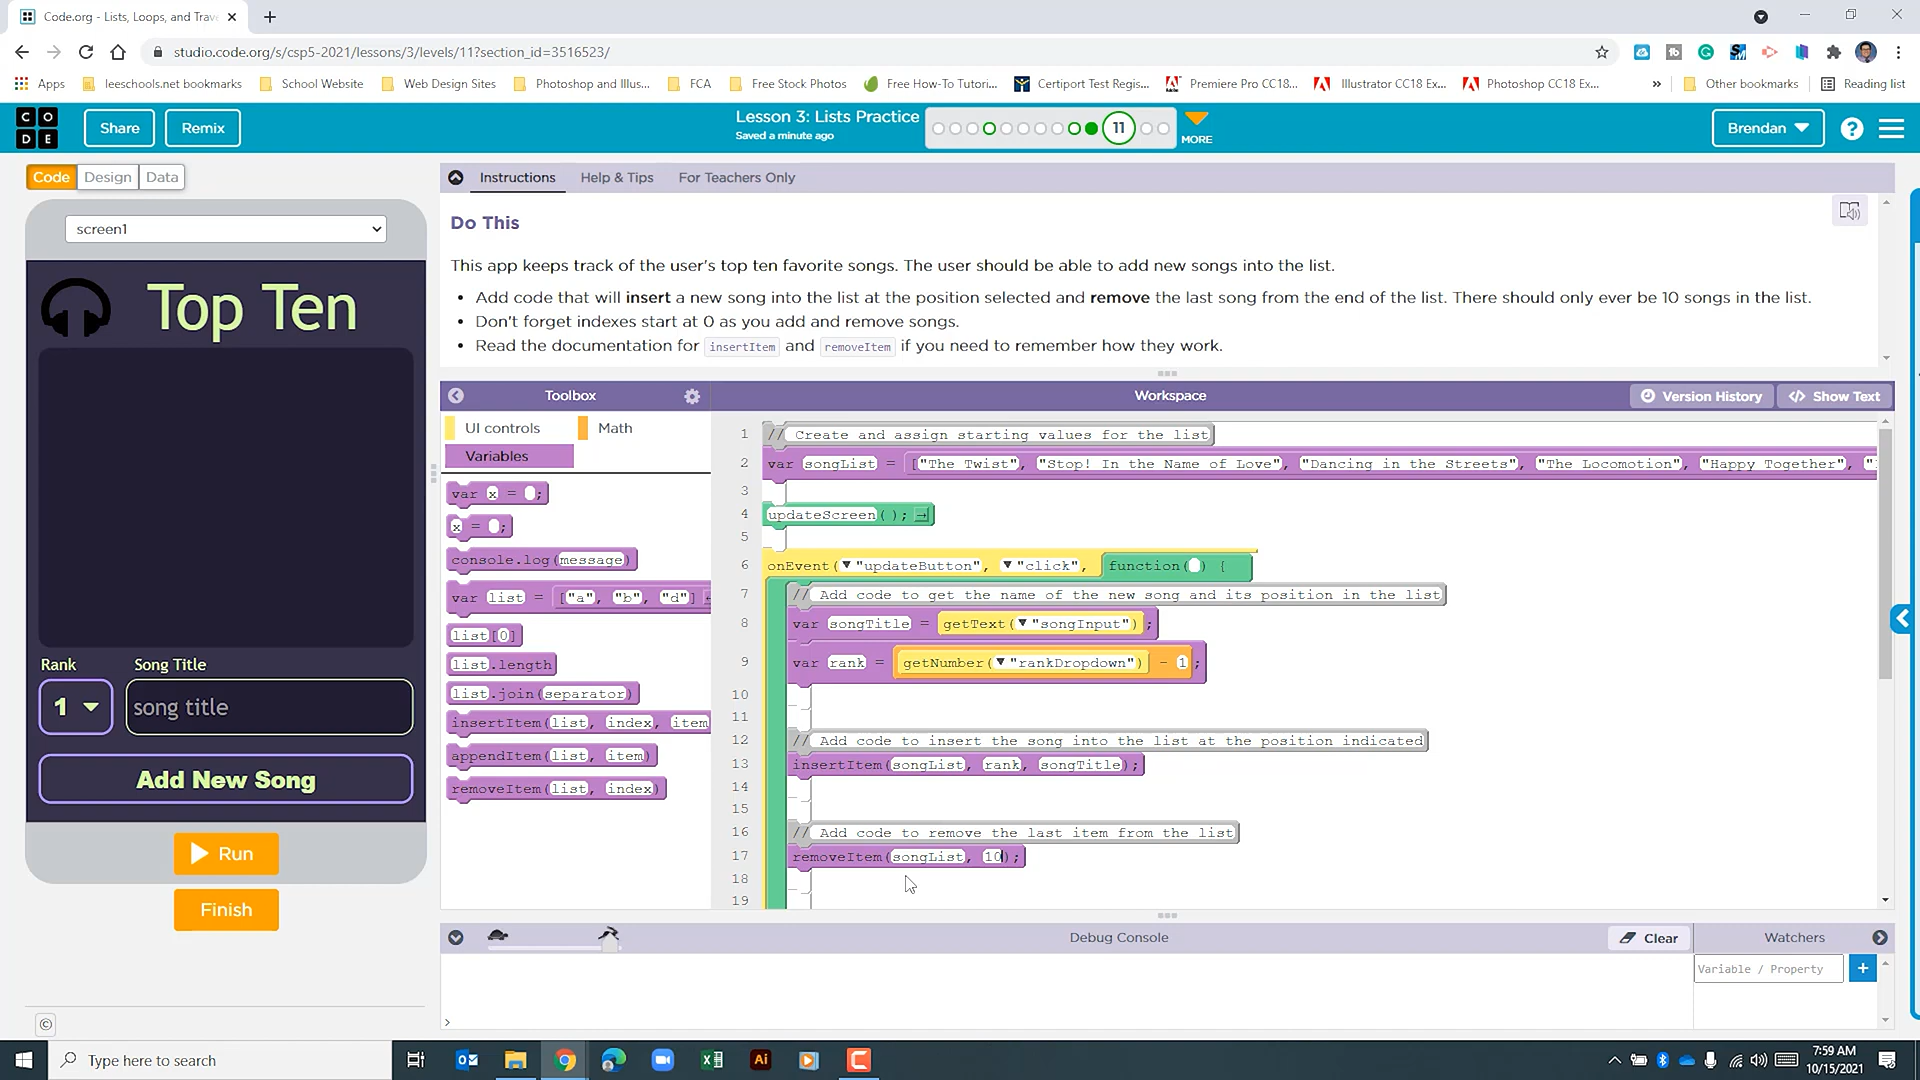 Code.org - Lists, Loops, and Trav
studio.code.org/s/csp5-2021/lessons/3/levels/11?section_id=3516523/
Apps
leeschools.net bookmarks
School Website
Web Design Sites
Photoshop and Illus...
FCA
Free Stock Photos
Free How-To Tutori...
Certiport Test Regis...
Premiere Pro CC18...
Illustrator CC18 Ex...
Photoshop CC18 Ex...
»
Other bookmarks
Reading list
CODE
Share
Remix
Lesson 3: Lists Practice
Saved a minute ago
11
MORE
Brendan
?
Code
Design
Data
Instructions
Help & Tips
For Teachers Only
screen1
Do This
This app keeps track of the user's top ten favorite songs. The user should be able to add new songs into the list.
• Add code that will insert a new song into the list at the position selected and remove the last song from the end of the list. There should only ever be 10 songs in the list.
• Don't forget indexes start at 0 as you add and remove songs.
• Read the documentation for insertItem and removeItem if you need to remember how they work.
Top Ten
Rank
Song Title
1
song title
Add New Song
Run
Finish
Toolbox
Workspace
Version History
</> Show Text
UI controls
Math
Variables
var x = ;
x = ;
console.log(message)
var list = ["a", "b", "d"]
list[0]
list.length
list.join(separator)
insertItem(list, index, item
appendItem(list, item)
removeItem(list, index)
1 // Create and assign starting values for the list
2 var songList = ["The Twist", "Stop! In the Name of Love", "Dancing in the Streets", "The Locomotion", "Happy Together",
3
4 updateScreen();
5
6 onEvent("updateButton", "click", function() {
7 // Add code to get the name of the new song and its position in the list
8 var songTitle = getText("songInput");
9 var rank = getNumber("rankDropdown") - 1;
10
11
12 // Add code to insert the song into the list at the position indicated
13 insertItem(songList, rank, songTitle);
14
15
16 // Add code to remove the last item from the list
17 removeItem(songList, 10);
18
19
Debug Console
Clear
Watchers
Variable / Property
+
>
Type here to search
7:59 AM
10/15/2021